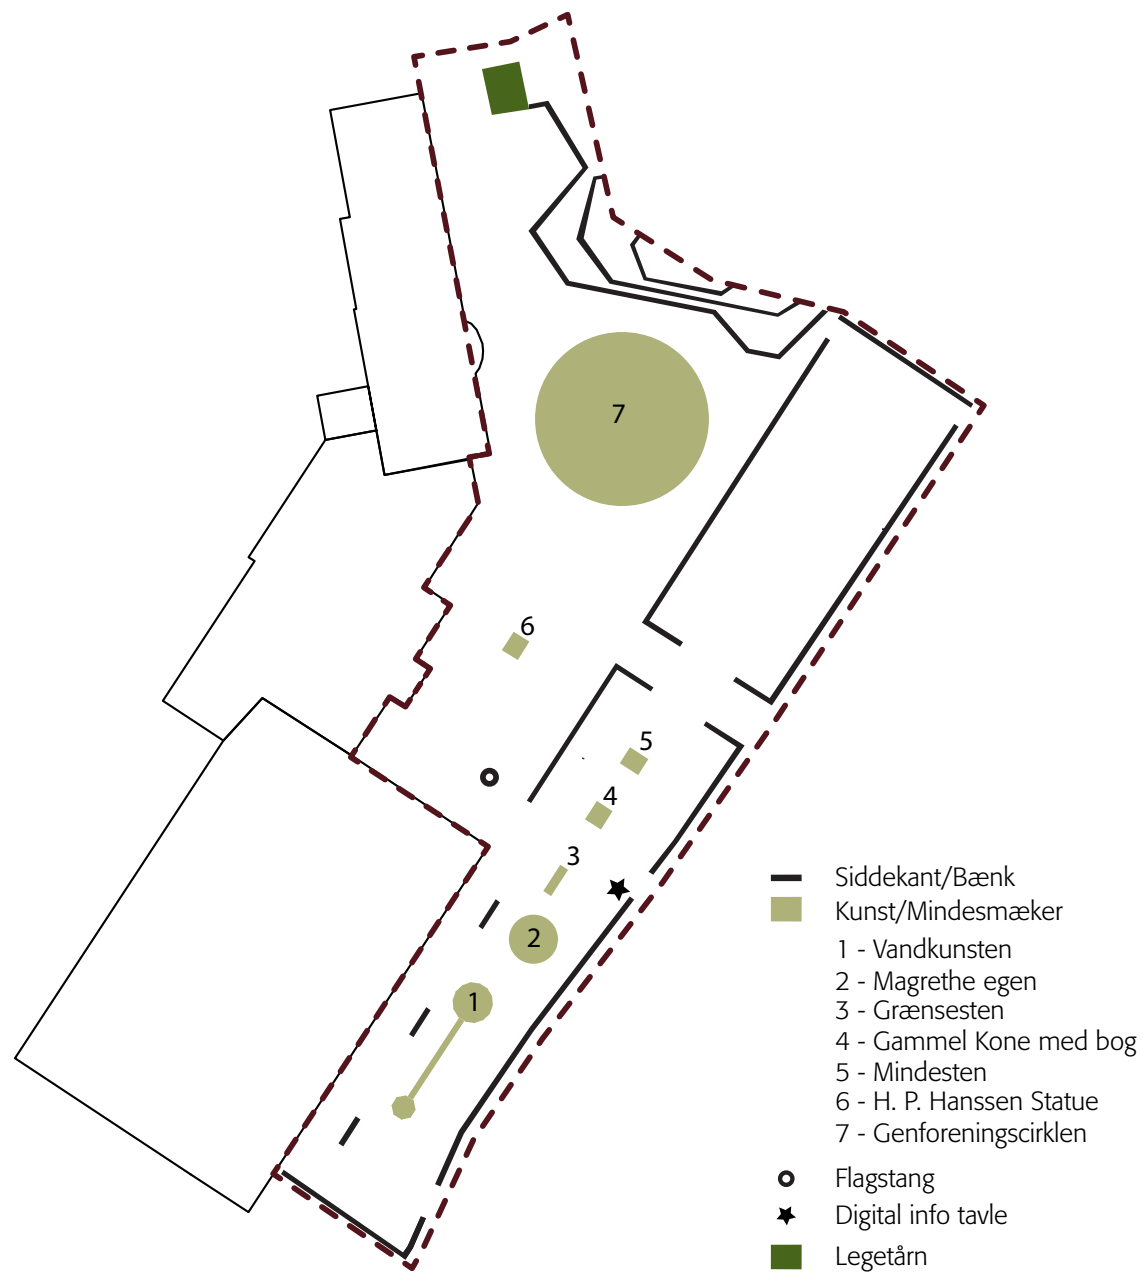 7
6
5
4
3
2
1
Siddekant/Bænk
Kunst/Mindesmæker
1 - Vandkunsten
2 - Magrethe egen
3 - Grænsesten
4 - Gammel Kone med bog
5 - Mindesten
6 - H. P. Hanssen Statue
7 - Genforeningscirklen
Flagstang
Digital info tavle
Legetårn